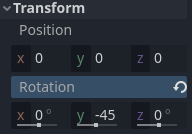 Transform
Position
x 0 y 0 z 0
Rotation
x 0° y -45 z 0°